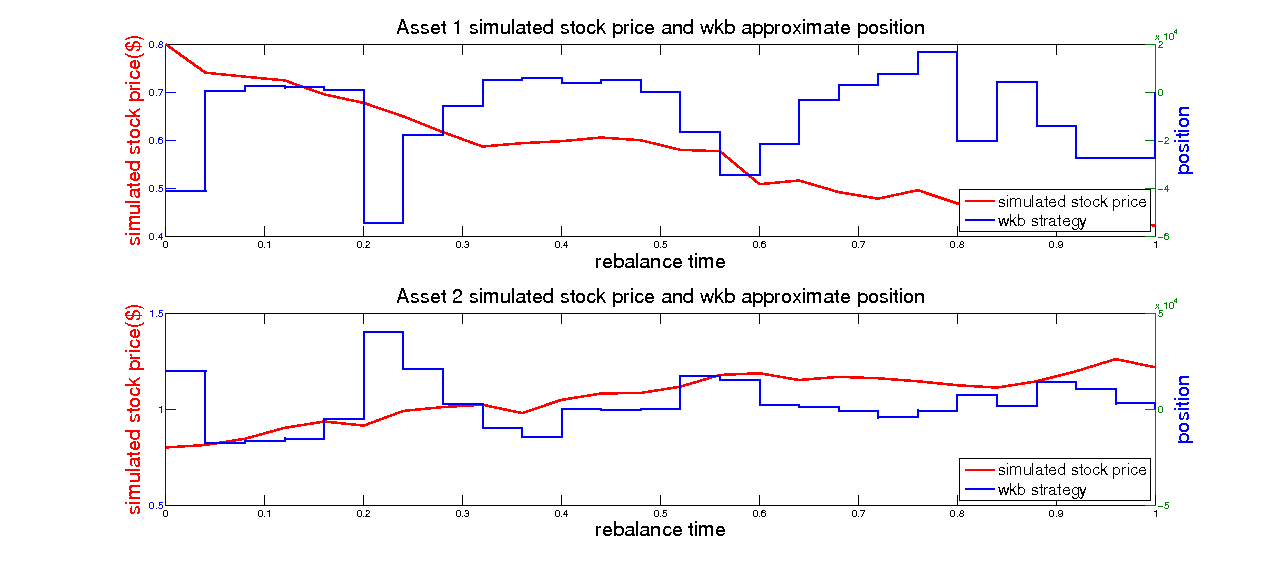 Asset 1 simulated stock price and wkb approximate position
simulated stock price($)
0.8
0.7
0.6
0.5
0.4
x 10^4
2
0
−2
−4
−6
position
simulated stock price
wkb strategy
0 0.1 0.2 0.3 0.4 0.5 0.6 0.7 0.8 0.9 1
rebalance time
Asset 2 simulated stock price and wkb approximate position
simulated stock price($)
1.5
1
0.5
x 10^4
5
0
−5
position
simulated stock price
wkb strategy
0 0.1 0.2 0.3 0.4 0.5 0.6 0.7 0.8 0.9 1
rebalance time